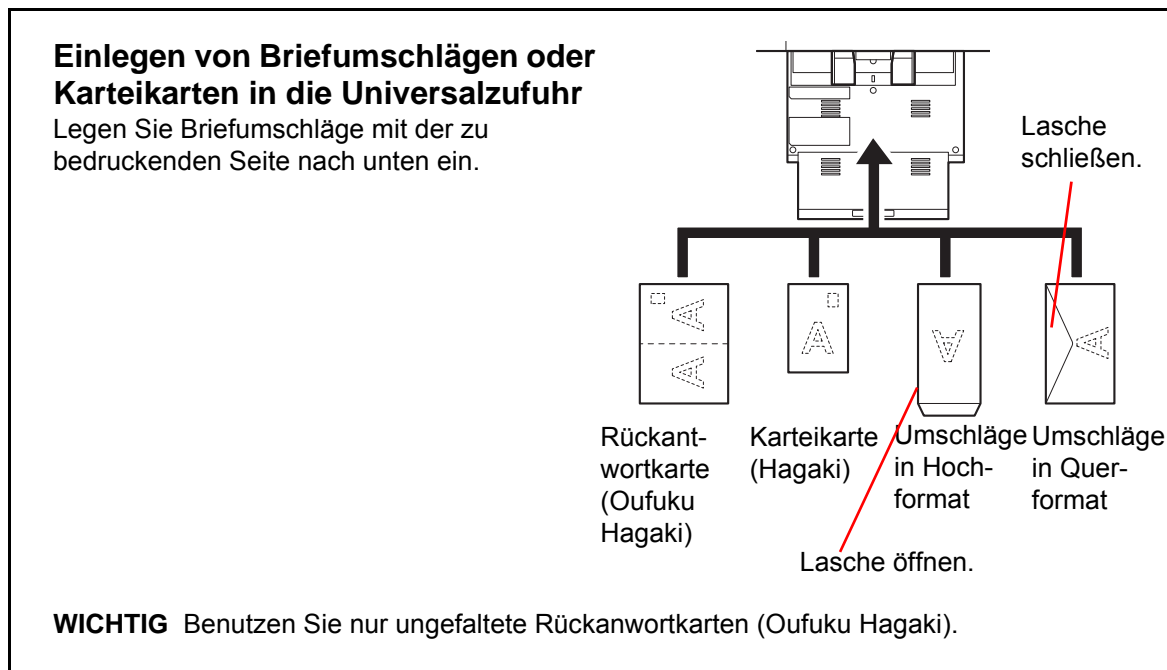 Einlegen von Briefumschlägen oder
Karteikarten in die Universalzufuhr
Legen Sie Briefumschläge mit der zu
bedruckenden Seite nach unten ein.
Lasche
schließen.
A
A
A
A
A
Rückant-
wortkarte
(Oufuku
Hagaki)
Karteikarte
(Hagaki)
Umschläge
in Hoch-
format
Umschläge
in Quer-
format
Lasche öffnen.
WICHTIG Benutzen Sie nur ungefaltete Rückanwortkarten (Oufuku Hagaki).